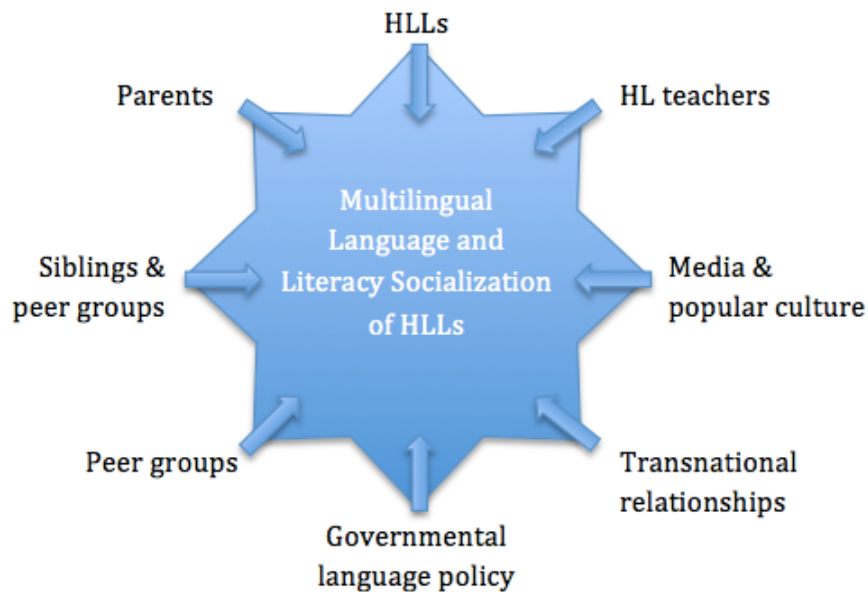 HLLs
Parents
HL teachers
Multilingual
Language and
Literacy Socialization
of HLLs
Siblings &
peer groups
Media &
popular culture
Peer groups
Transnational
relationships
Governmental
language policy